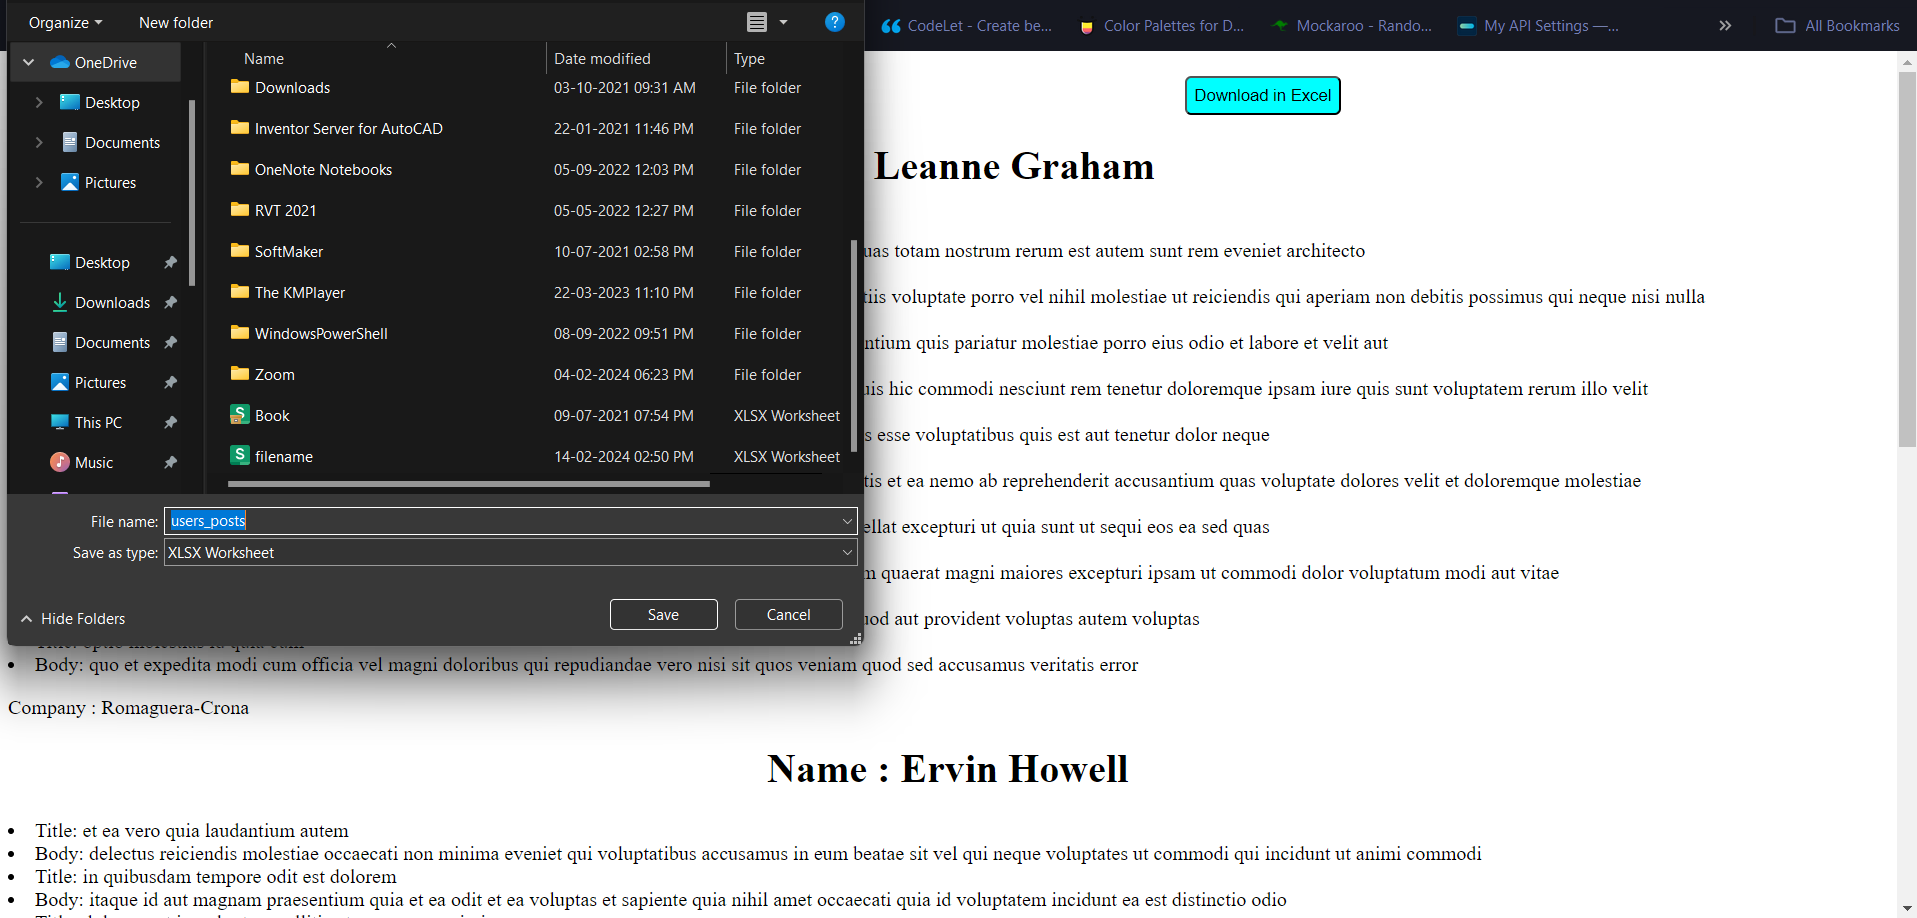 Organize
New folder
CodeLet - Create be...
Color Palettes for D...
Mockaroo - Rando...
My API Settings —...
All Bookmarks
OneDrive
Desktop
Documents
Pictures
Desktop
Downloads
Documents
Pictures
This PC
Music
Name Date modified Type
Downloads 03-10-2021 09:31 AM File folder
Inventor Server for AutoCAD 22-01-2021 11:46 PM File folder
OneNote Notebooks 05-09-2022 12:03 PM File folder
RVT 2021 05-05-2022 12:27 PM File folder
SoftMaker 10-07-2021 02:58 PM File folder
The KMPlayer 22-03-2023 11:10 PM File folder
WindowsPowerShell 08-09-2022 09:51 PM File folder
Zoom 04-02-2024 06:23 PM File folder
Book 09-07-2021 07:54 PM XLSX Worksheet
filename 14-02-2024 02:50 PM XLSX Worksheet
File name: users_posts
Save as type: XLSX Worksheet
Hide Folders
Save
Cancel
Download in Excel
Leanne Graham
totam nostrum rerum est autem sunt rem eveniet architecto
voluptate porro vel nihil molestiae ut reiciendis qui aperiam non debitis possimus qui neque nisi nulla
quis pariatur molestiae porro eius odio et labore et velit aut
hic commodi nesciunt rem tenetur doloremque ipsam iure quis sunt voluptatem rerum illo velit
esse voluptatibus quis est aut tenetur dolor neque
et ea nemo ab reprehenderit accusantium quas voluptate dolores velit et doloremque molestiae
excepturi ut quia sunt ut sequi eos ea sed quas
quaerat magni maiores excepturi ipsam ut commodi dolor voluptatum modi aut vitae
aut provident voluptas autem voluptas
Body: quo et expedita modi cum officia vel magni doloribus qui repudiandae vero nisi sit quos veniam quod sed accusamus veritatis error
Company : Romaguera-Crona
Name : Ervin Howell
Title: et ea vero quia laudantium autem
Body: delectus reiciendis molestiae occaecati non minima eveniet qui voluptatibus accusamus in eum beatae sit vel qui neque voluptates ut commodi qui incidunt ut animi commodi
Title: in quibusdam tempore odit est dolorem
Body: itaque id aut magnam praesentium quia et ea odit et ea voluptas et sapiente quia nihil amet occaecati quia id voluptatem incidunt ea est distinctio odio